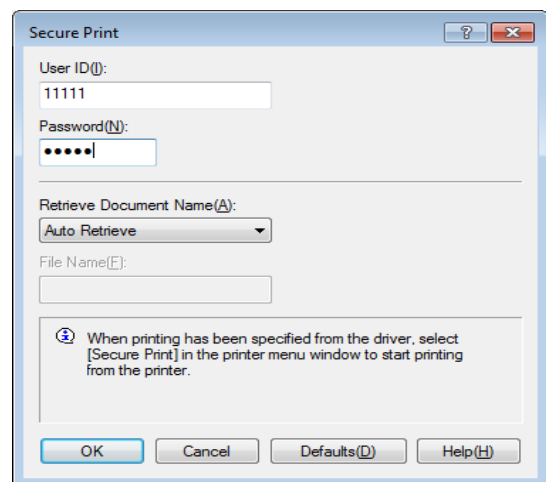 Secure Print
User ID(I):
11111
Password(N):
●●●●●
Retrieve Document Name(A):
Auto Retrieve
File Name(F):
When printing has been specified from the driver, select
[Secure Print] in the printer menu window to start printing
from the printer.
OK Cancel Defaults(D) Help(H)